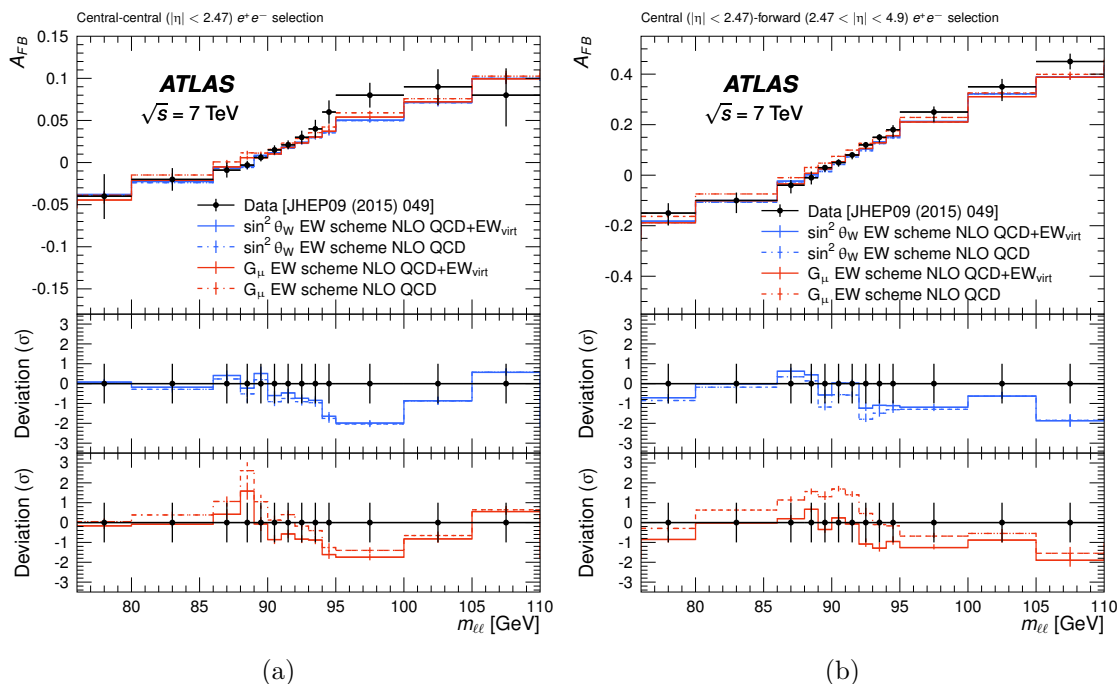 Central-central (|η| < 2.47) e⁺e⁻ selection
A_FB
0.1
0.05
0
-0.05
-0.1
-0.15
ATLAS
√s = 7 TeV
Data [JHEP09 (2015) 049]
sin² θ_W EW scheme NLO QCD+EW_virt
sin² θ_W EW scheme NLO QCD
G_μ EW scheme NLO QCD+EW_virt
G_μ EW scheme NLO QCD
Deviation (σ)
3
2
1
0
-1
-2
-3
Deviation (σ)
3
2
1
0
-1
-2
-3
80 85 90 95 100 105 110
m_ℓℓ [GeV]
(a)
Central (|η| < 2.47)-forward (2.47 < |η| < 4.9) e⁺e⁻ selection
A_FB
0.4
0.2
0
-0.2
-0.4
ATLAS
√s = 7 TeV
Data [JHEP09 (2015) 049]
sin² θ_W EW scheme NLO QCD+EW_virt
sin² θ_W EW scheme NLO QCD
G_μ EW scheme NLO QCD+EW_virt
G_μ EW scheme NLO QCD
Deviation (σ)
3
2
1
0
-1
-2
-3
Deviation (σ)
3
2
1
0
-1
-2
-3
80 85 90 95 100 105 110
m_ℓℓ [GeV]
(b)